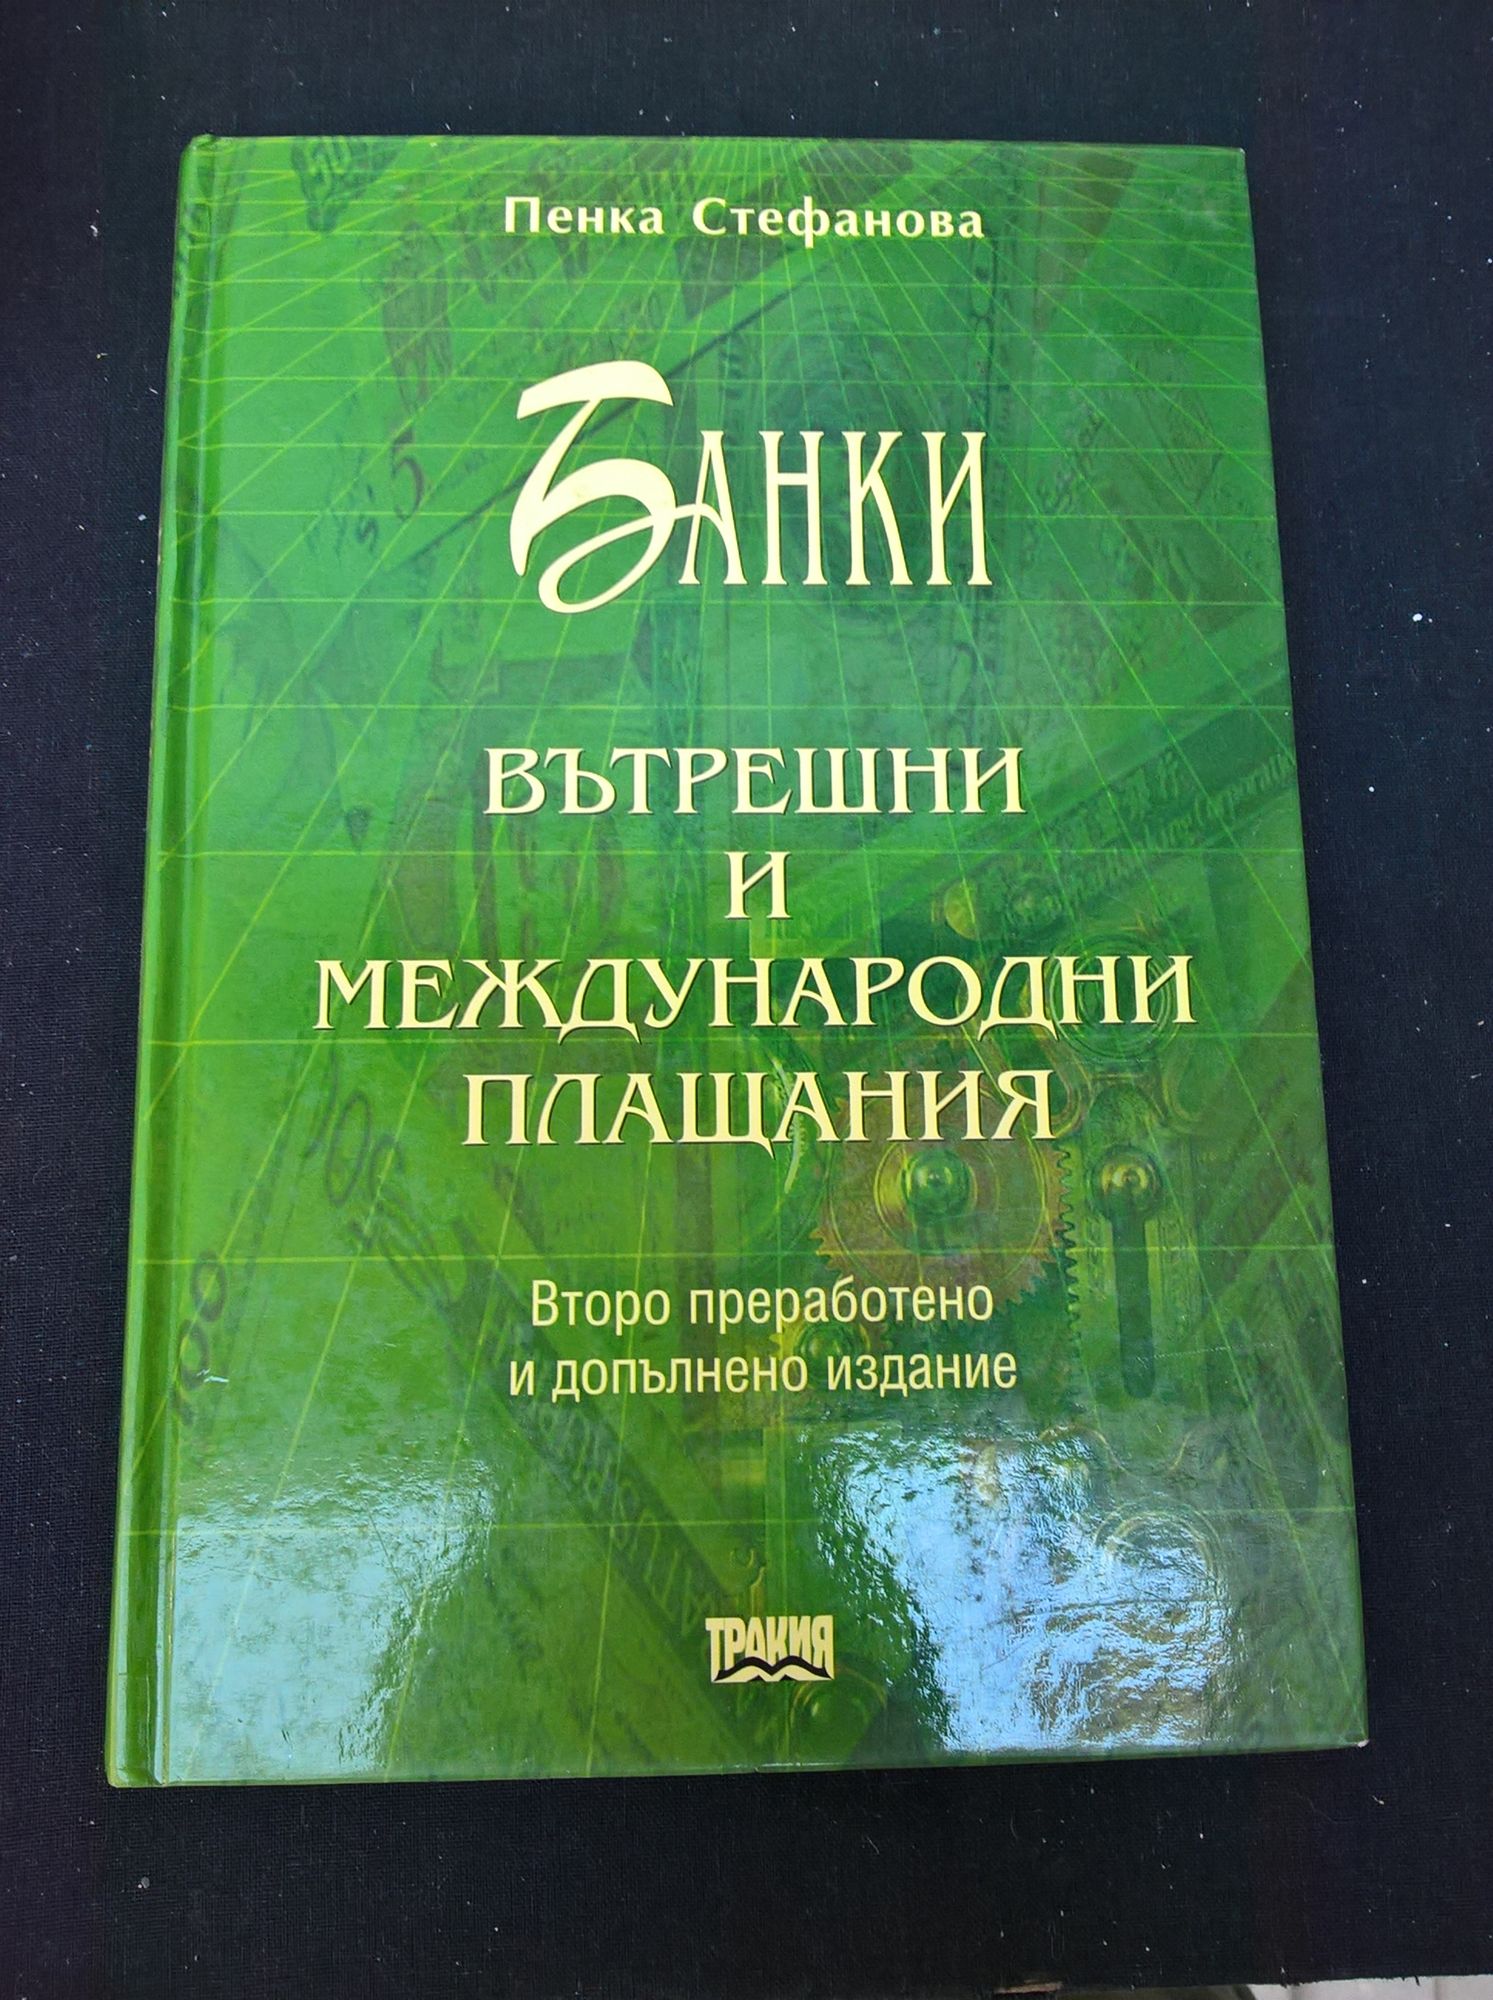 Пенка Стефанова
БАНКИ
ВЪТРЕШНИ
И
МЕЖДУНАРОДНИ
ПЛАЩАНИЯ
Второ преработено
и допълнено издание
ТРАКИЯ